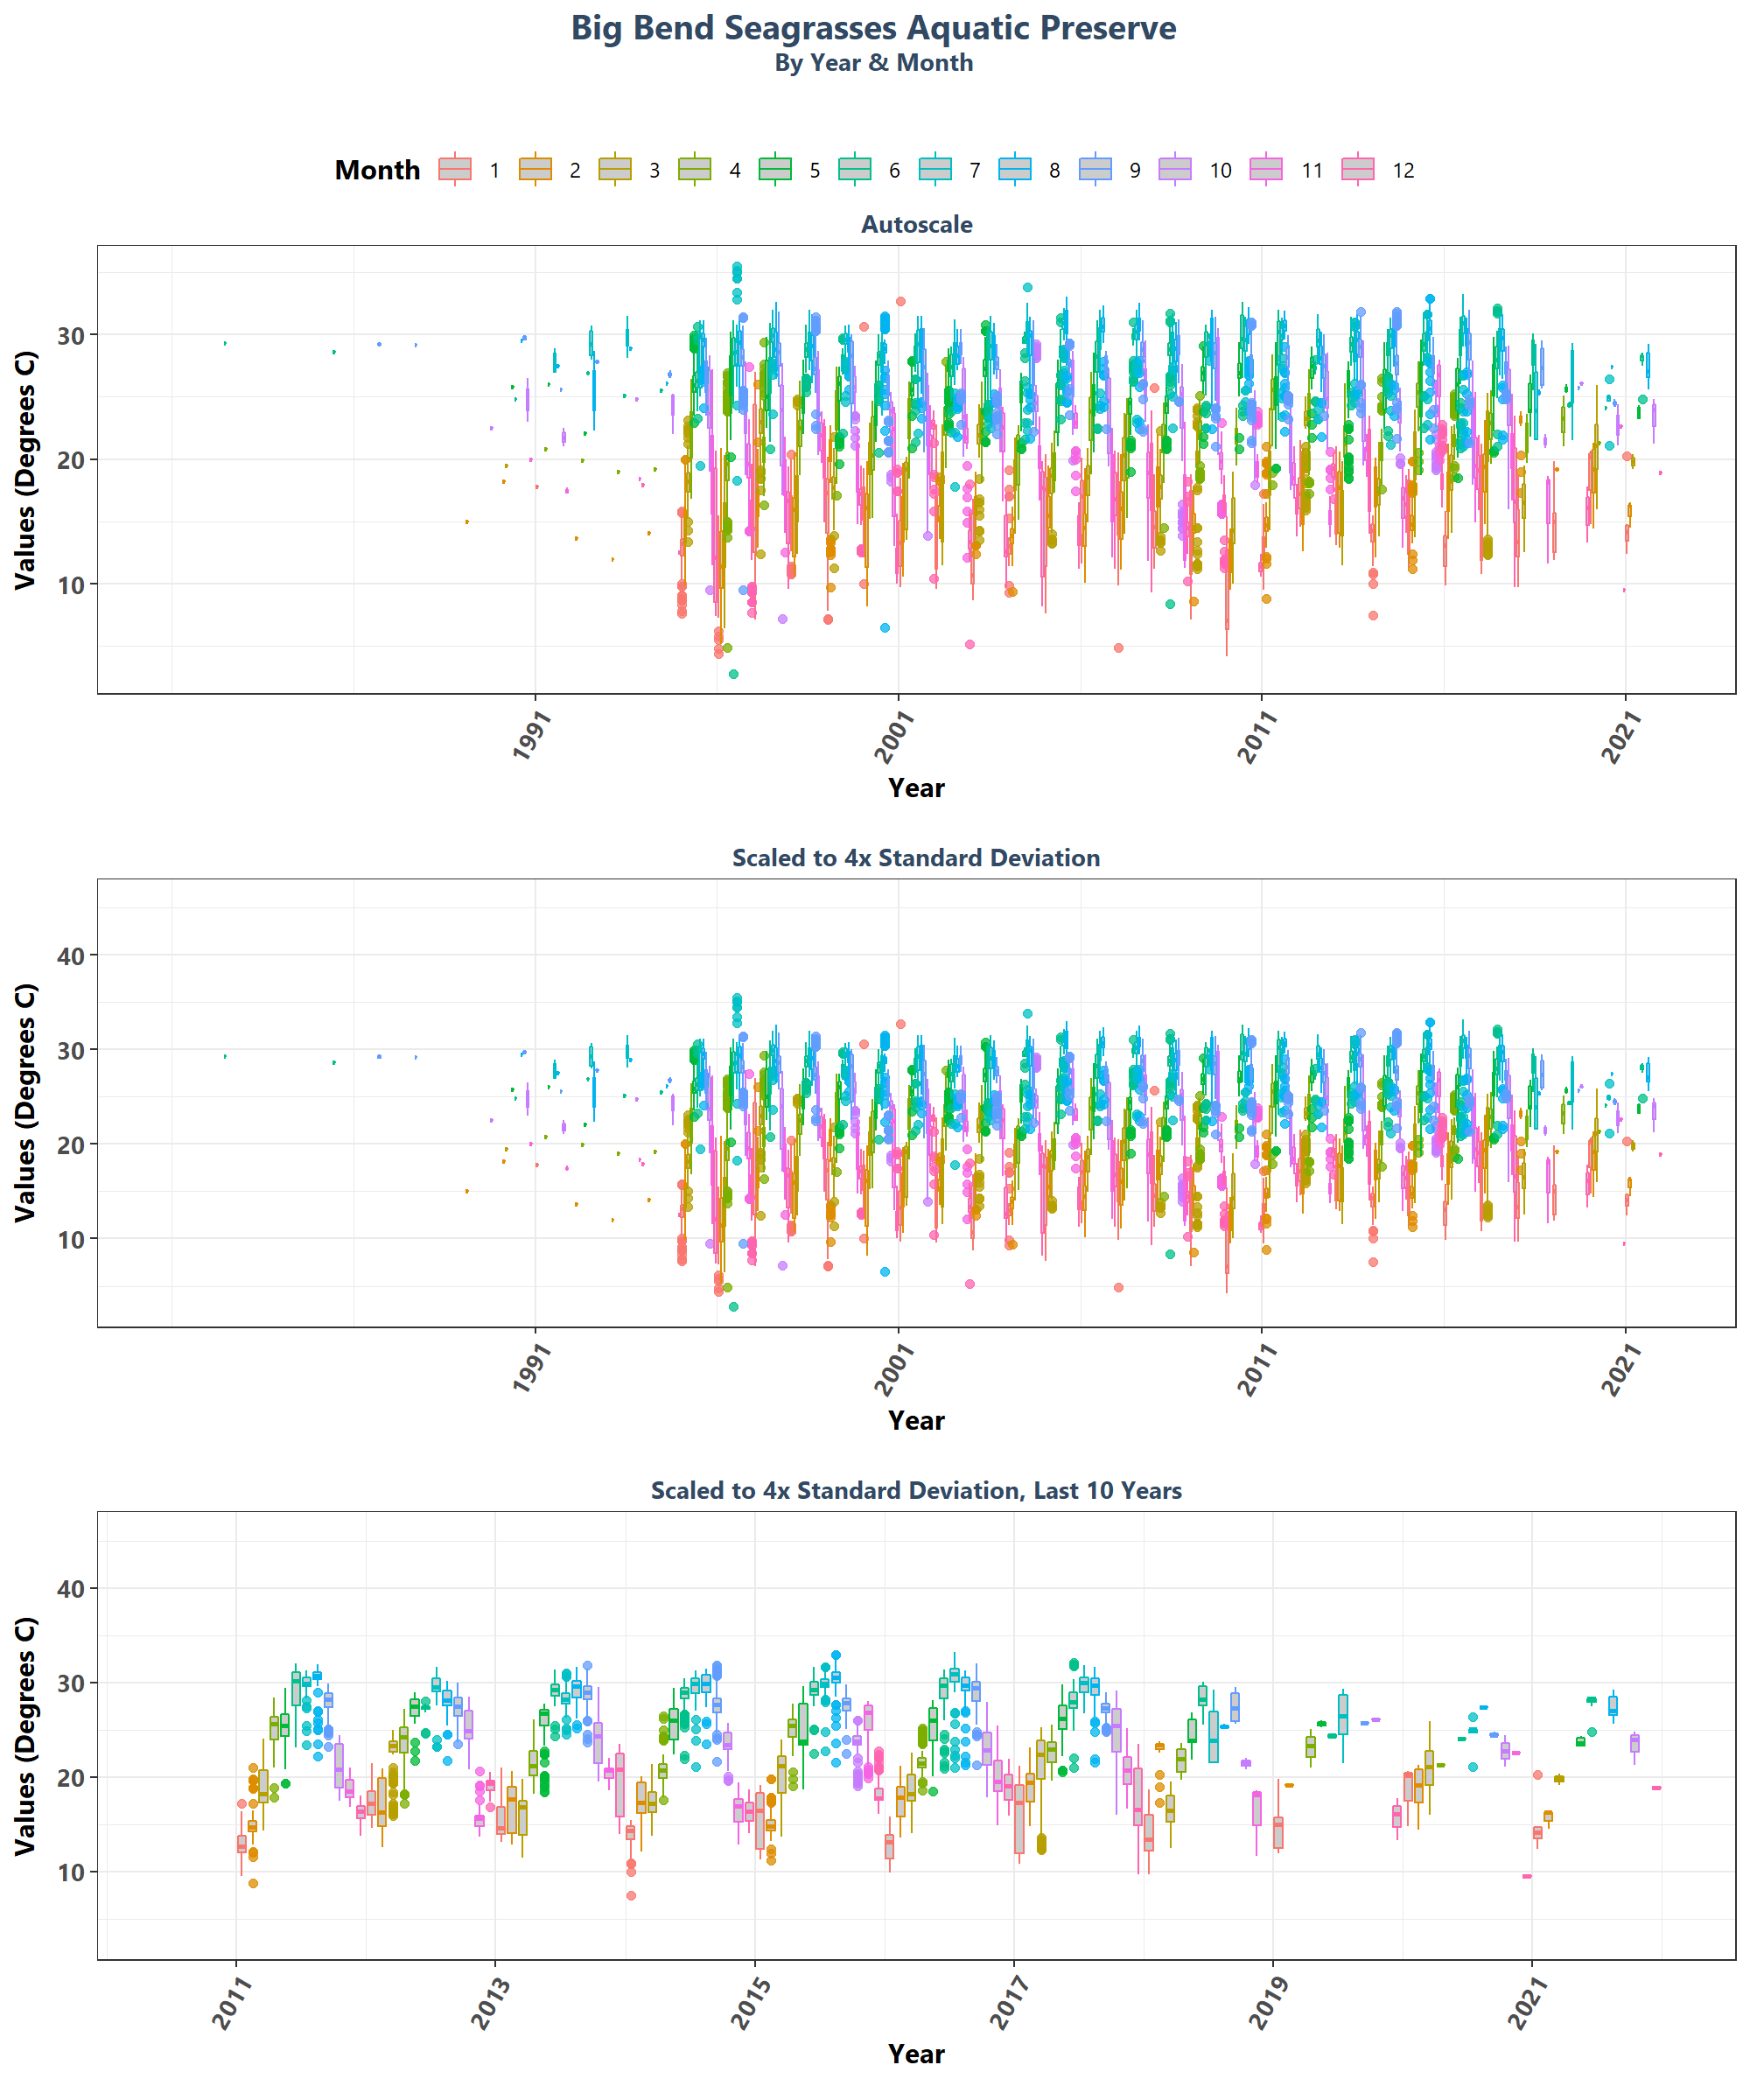 Big Bend Seagrasses Aquatic Preserve
By Year & Month
Month 1 2 3 4 5 6 7 8 9 10 11 12
Autoscale
Values (Degrees C)
30
20
10
1991 2001 2011 2021
Year
Scaled to 4x Standard Deviation
Values (Degrees C)
40
30
20
10
1991 2001 2011 2021
Year
Scaled to 4x Standard Deviation, Last 10 Years
Values (Degrees C)
40
30
20
10
2011 2013 2015 2017 2019 2021
Year